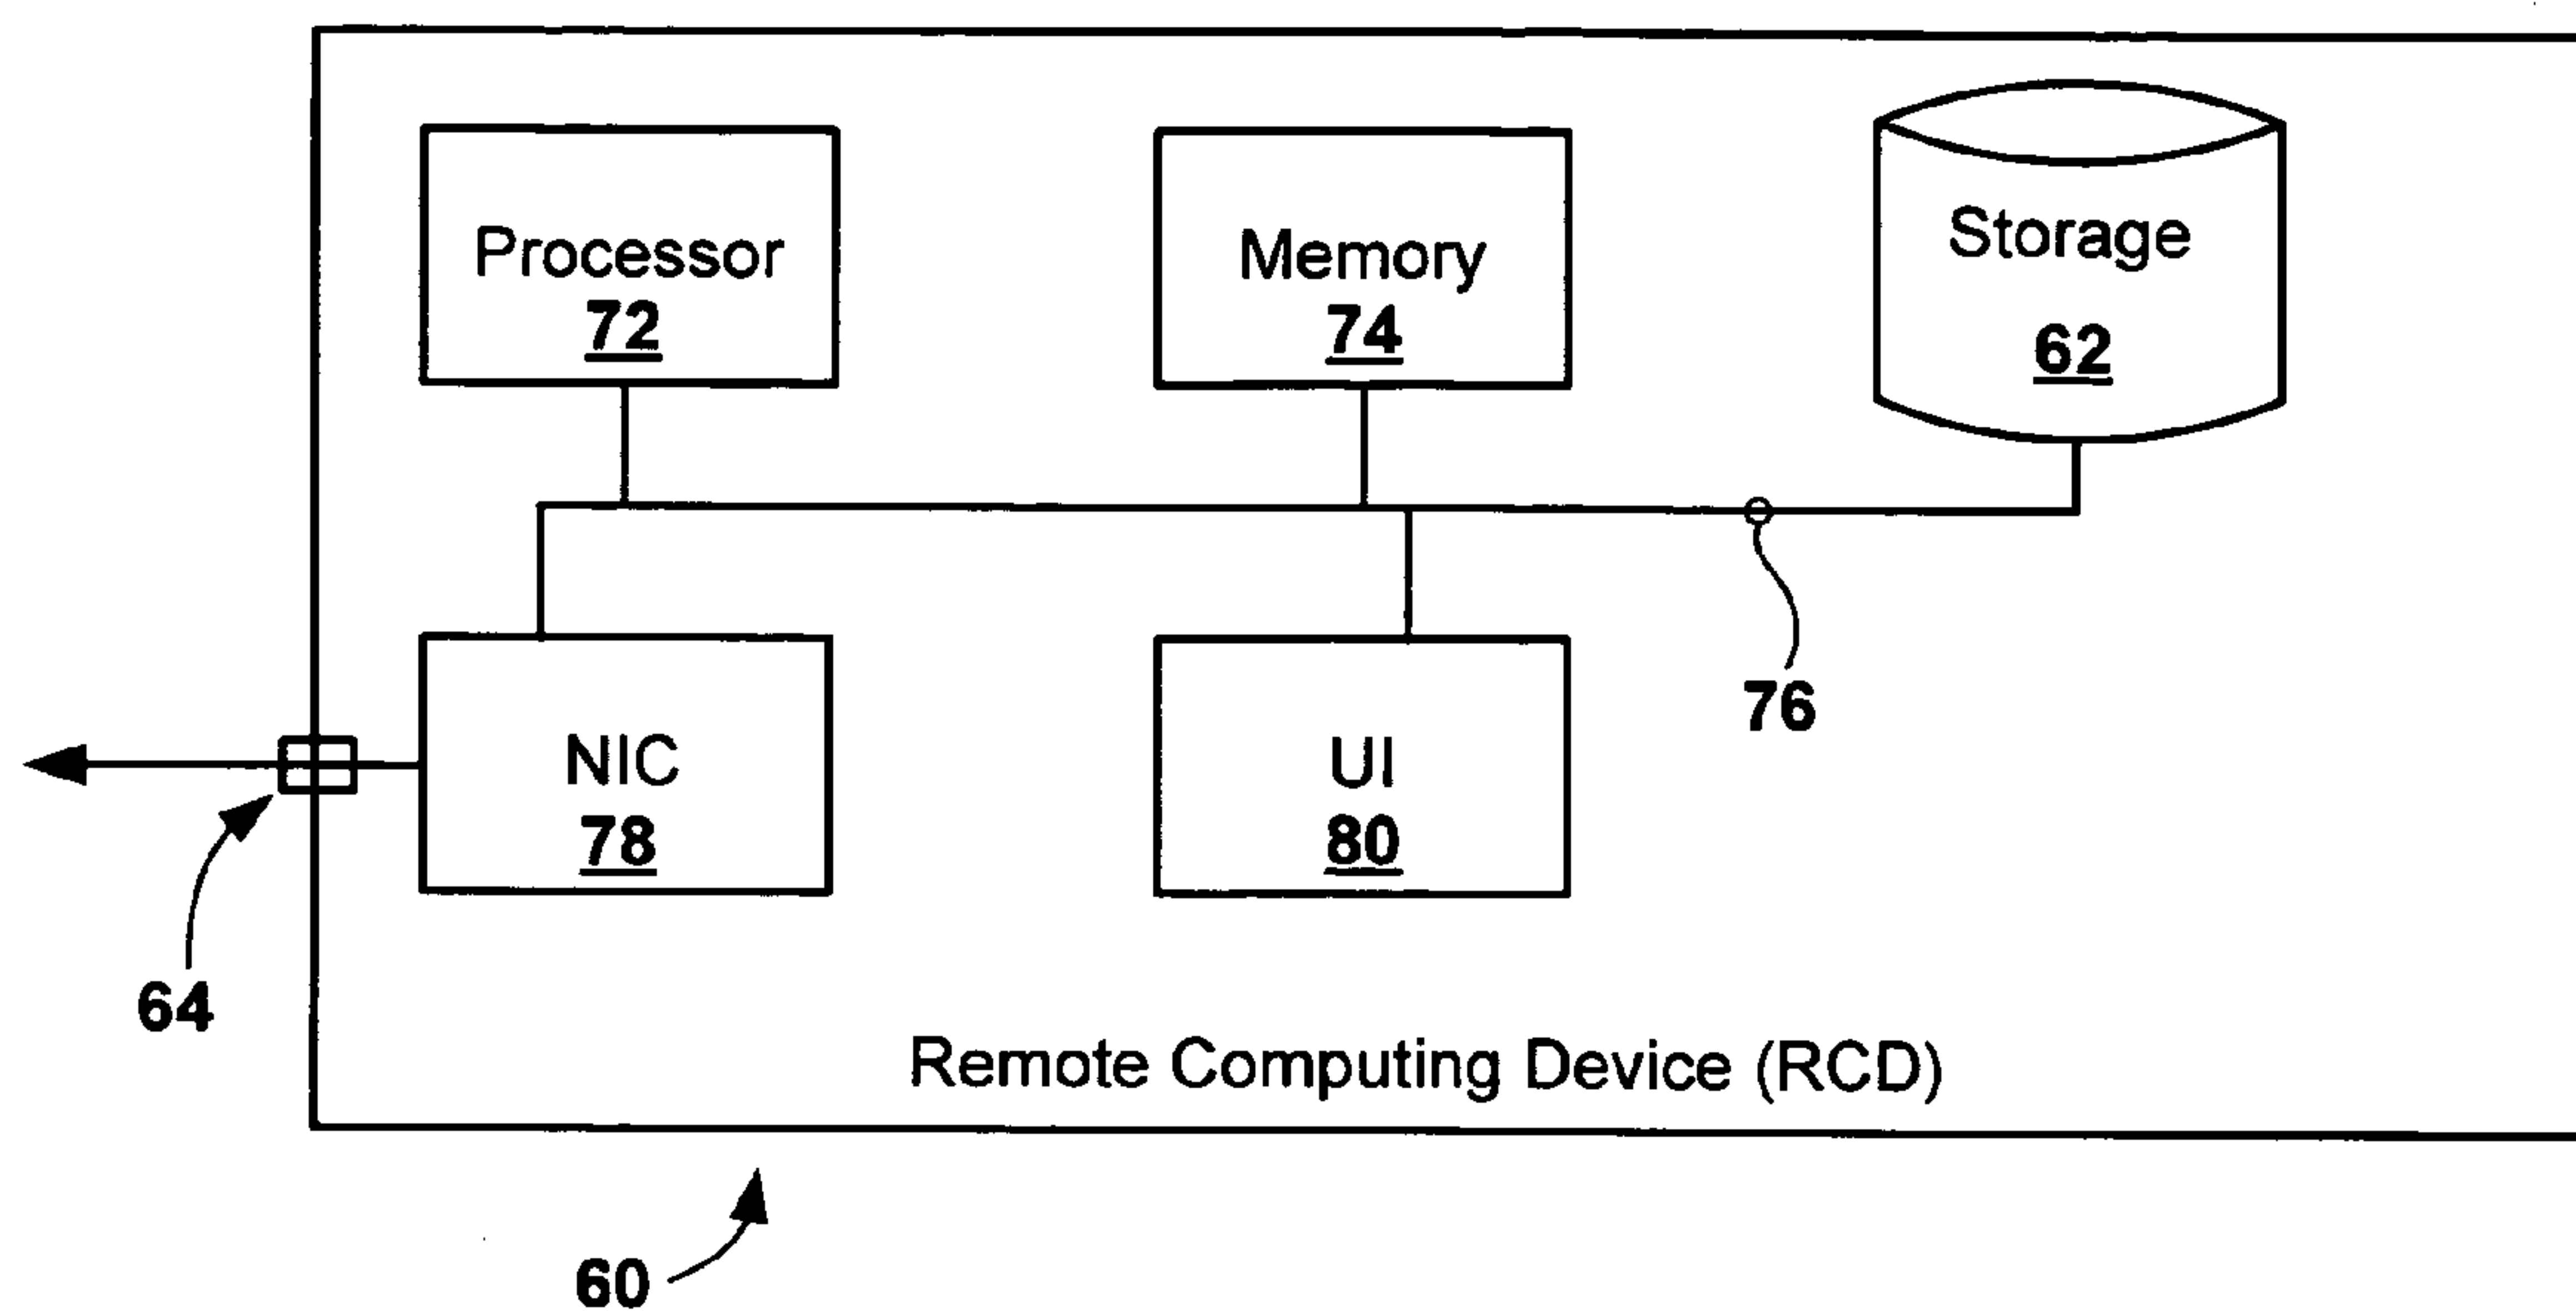 Processor
72
Memory
74
Storage
62
76
NIC
78
UI
80
64
Remote Computing Device (RCD)
60